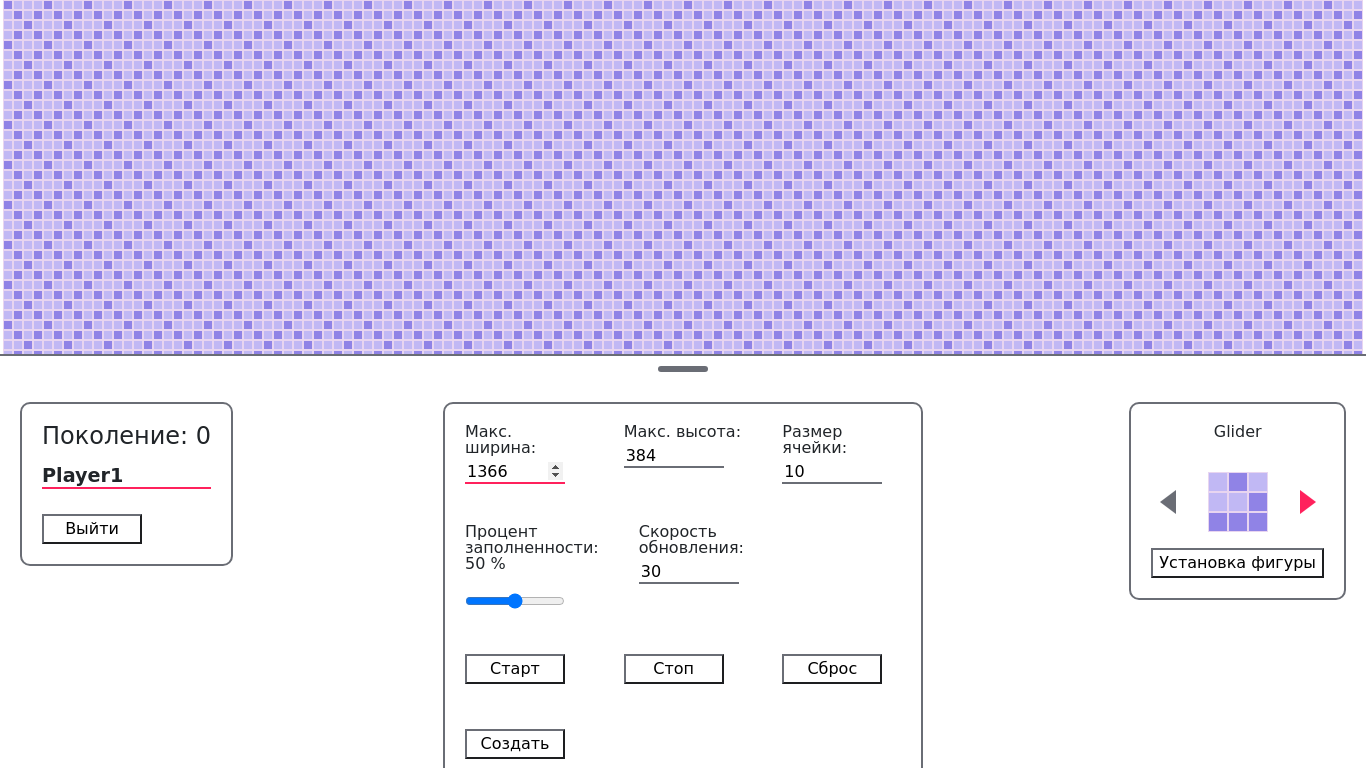 Поколение: 0
Player1
Выйти
Макс.
ширина:
1366
Макс. высота:
384
Размер
ячейки:
10
Процент
заполненности:
50 %
Скорость
обновления:
30
Старт
Стоп
Сброс
Создать
Glider
Установка фигуры